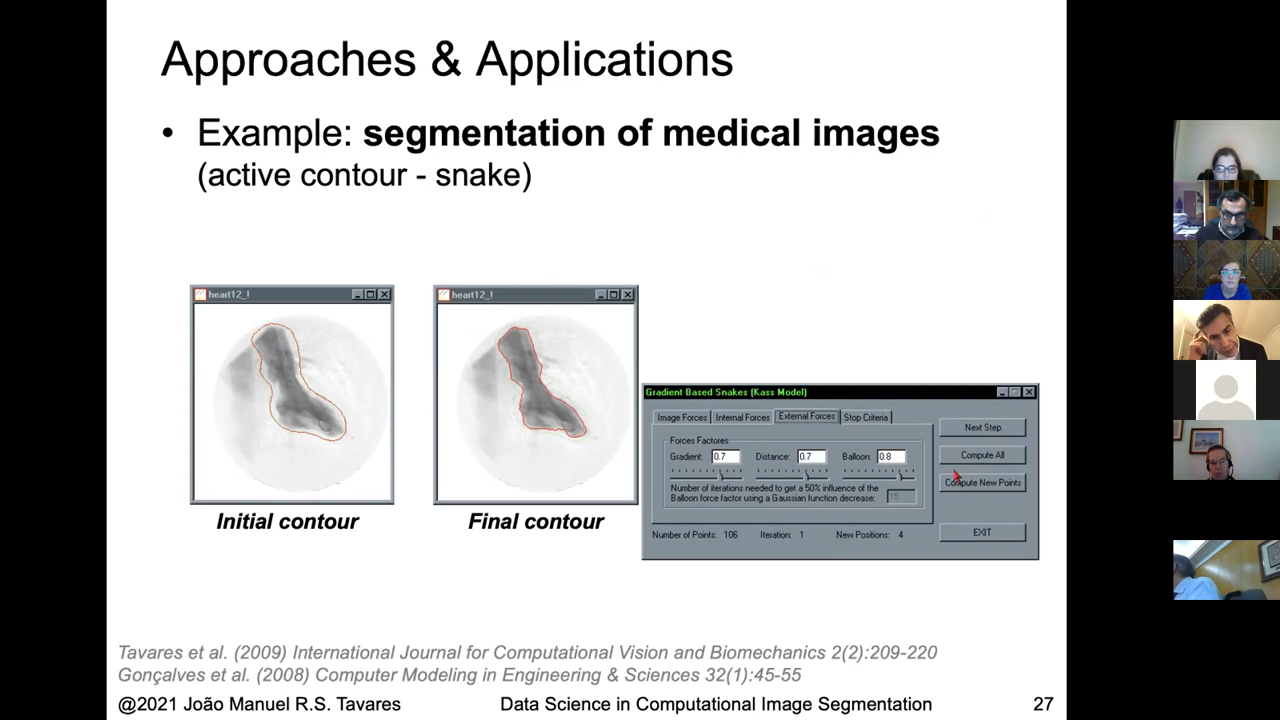 Approaches & Applications
• Example: segmentation of medical images
(active contour - snake)
heart12_!
heart12_!
Initial contour
Final contour
Gradient Based Snakes (Kass Model)
Image Forces
Internal Forces
External Forces
Stop Criteria
Forces Factores
Gradient: 0.7
Distance: 0.7
Balloon: 0.8
Number of iterations needed to get a 50% influence of the
Balloon force factor using a Gaussian function decrease: 15
Number of Points: 106
Iteration: 1
New Positions: 4
Next Step
Compute All
Compute New Points
EXIT
Tavares et al. (2009) International Journal for Computational Vision and Biomechanics 2(2):209-220
Gonçalves et al. (2008) Computer Modeling in Engineering & Sciences 32(1):45-55
@2021 João Manuel R.S. Tavares
Data Science in Computational Image Segmentation
27